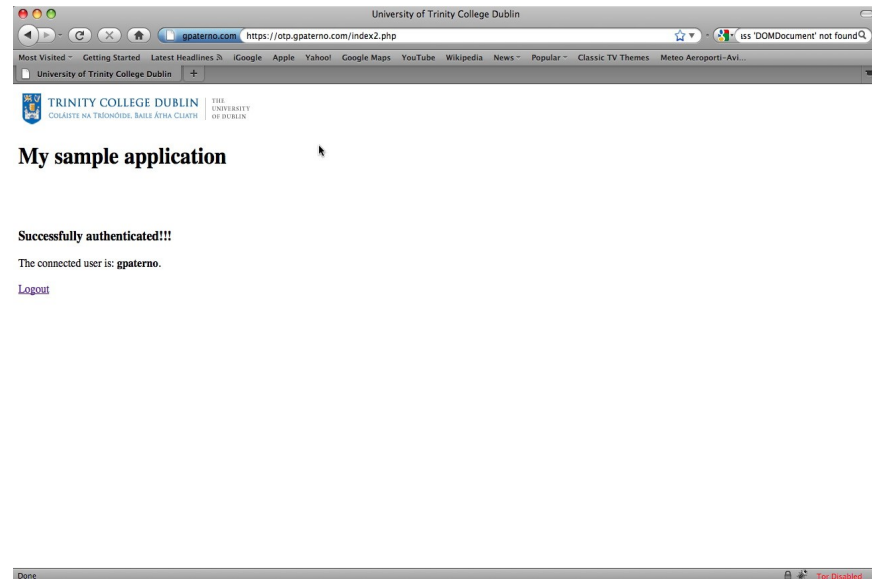 University of Trinity College Dublin
gpaterno.com https://otp.gpaterno.com/index2.php iss 'DOMDocument' not found
Most Visited Getting Started Latest Headlines iGoogle Apple Yahoo! Google Maps YouTube Wikipedia News Popular Classic TV Themes Meteo Aeroporti-Avi...
University of Trinity College Dublin +
TRINITY COLLEGE DUBLIN
COLÁISTE NA TRÍONÓIDE, BAILE ÁTHA CLIATH
THE
UNIVERSITY
OF DUBLIN
My sample application
Successfully authenticated!!!
The connected user is: gpaterno.
Logout
Done Tor Disabled